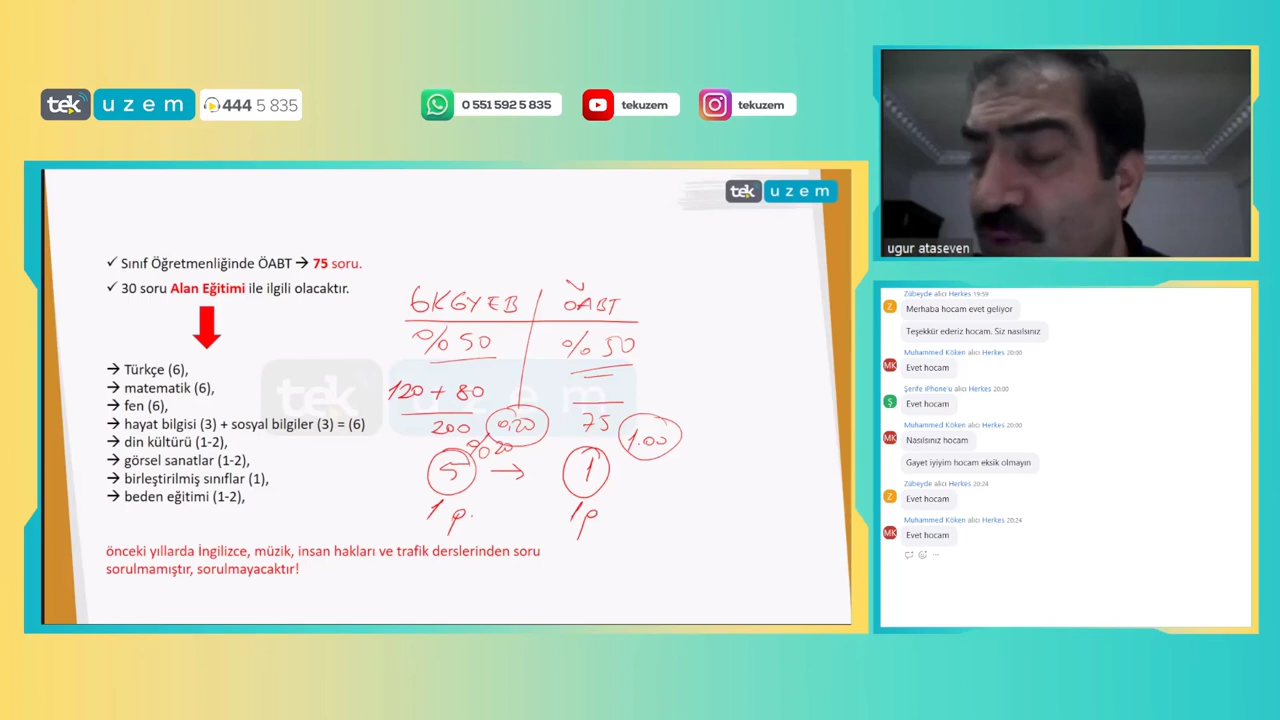 tek uzem 444 5 835
0 551 592 5 835
tekuzem
tekuzem
tek uzem
✓ Sınıf Öğretmenliğinde ÖABT → 75 soru.
✓ 30 soru Alan Eğitimi ile ilgili olacaktır.
→ Türkçe (6),
→ matematik (6),
→ fen (6),
→ hayat bilgisi (3) + sosyal bilgiler (3) = (6)
→ din kültürü (1-2),
→ görsel sanatlar (1-2),
→ birleştirilmiş sınıflar (1),
→ beden eğitimi (1-2),
önceki yıllarda İngilizce, müzik, insan hakları ve trafik derslerinden soru
sorulmamıştır, sorulmayacaktır!
GKGYEB ÖABT
%50 %50
120 + 80
200 0,20 75 1.00
%20
5 → 1
1 p. 1p
tek uzem
ugur ataseven
Zübeyde alıcı Herkes 19:59
Z
Merhaba hocam evet geliyor
Teşekkür ederiz hocam. Siz nasılsınız
Muhammed Köken alıcı Herkes 20:00
MK
Evet hocam
Şerife iPhone'u alıcı Herkes 20:00
Ş
Evet hocam
Muhammed Köken alıcı Herkes 20:00
MK
Nasılsınız hocam
Gayet iyiyim hocam eksik olmayın
Zübeyde alıcı Herkes 20:24
Z
Evet hocam
Muhammed Köken alıcı Herkes 20:24
MK
Evet hocam